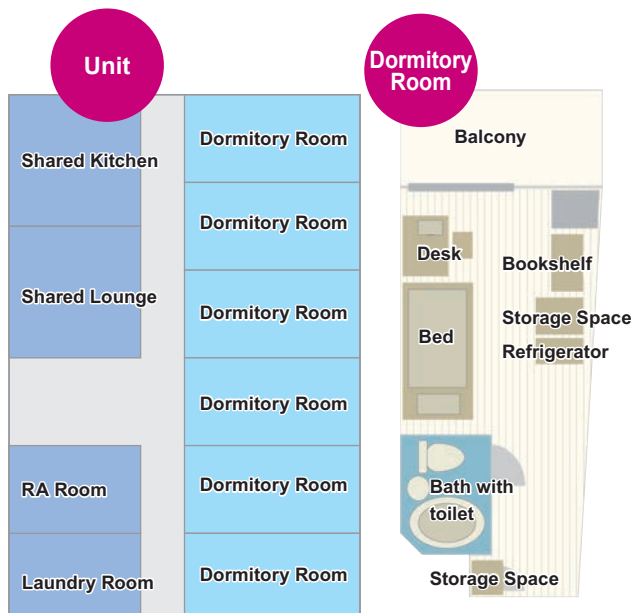 Unit
Shared Kitchen
Shared Lounge
RA Room
Laundry Room
Dormitory Room
Dormitory Room
Dormitory Room
Dormitory Room
Dormitory Room
Dormitory Room
Dormitory
Room
Balcony
Desk
Bookshelf
Storage Space
Bed
Refrigerator
Bath with
toilet
Storage Space